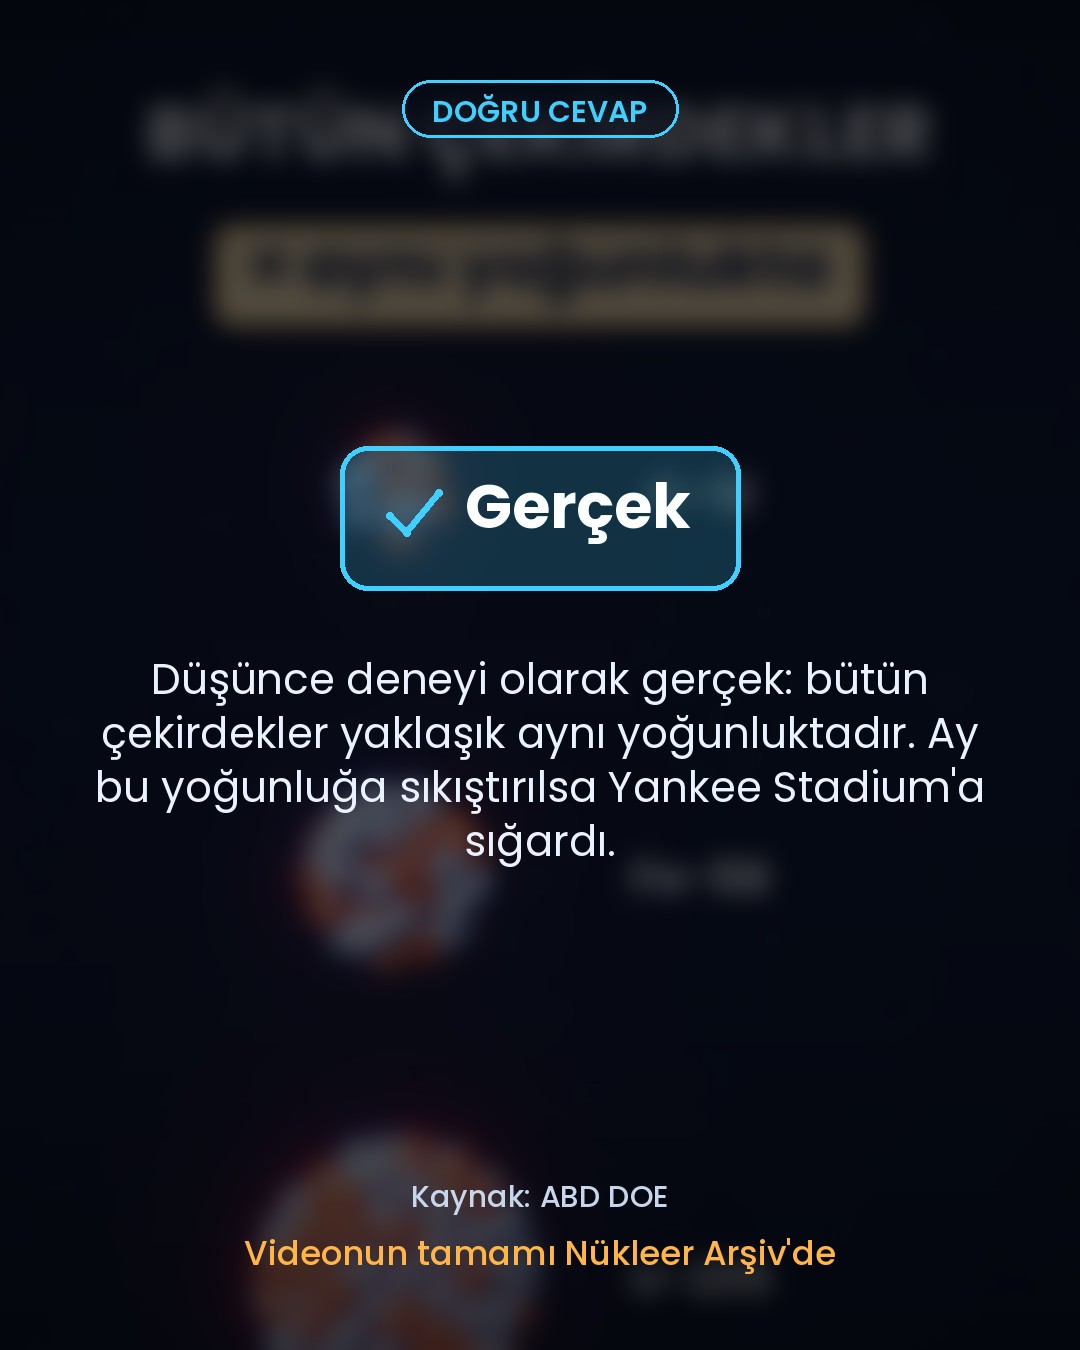 DOĞRU CEVAP
Gerçek
Düşünce deneyi olarak gerçek: bütün
çekirdekler yaklaşık aynı yoğunluktadır. Ay
bu yoğunluğa sıkıştırılsa Yankee Stadium'a
sığardı.
Kaynak: ABD DOE
Videonun tamamı Nükleer Arşiv'de